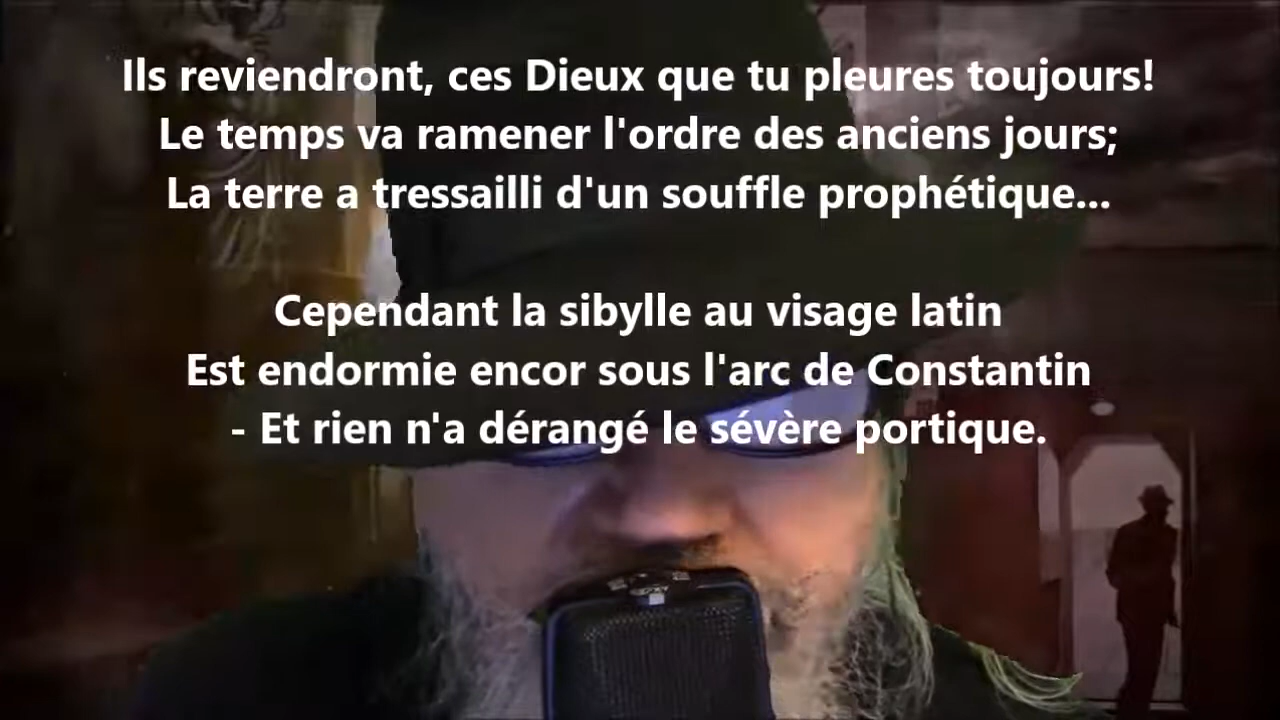 Ils reviendront, ces Dieux que tu pleures toujours!
Le temps va ramener l'ordre des anciens jours;
La terre a tressailli d'un souffle prophétique...
Cependant la sibylle au visage latin
Est endormie encor sous l'arc de Constantin
- Et rien n'a dérangé le sévère portique.